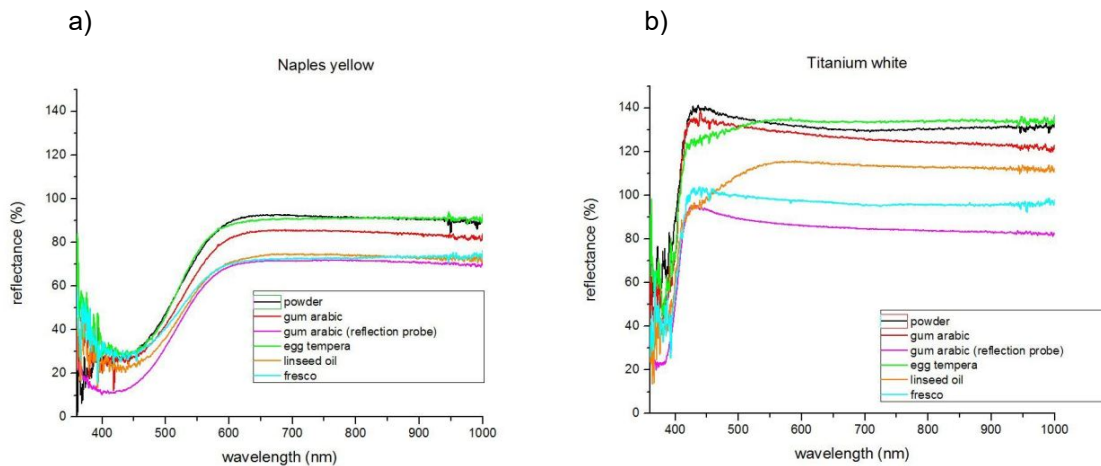 a)
Naples yellow
reflectance (%)
140
120
100
80
60
40
20
0
powder
gum arabic
gum arabic (reflection probe)
egg tempera
linseed oil
fresco
400 500 600 700 800 900 1000
wavelength (nm)
b)
Titanium white
reflectance (%)
140
120
100
80
60
40
20
0
powder
gum arabic
gum arabic (reflection probe)
egg tempera
linseed oil
fresco
400 500 600 700 800 900 1000
wavelength (nm)